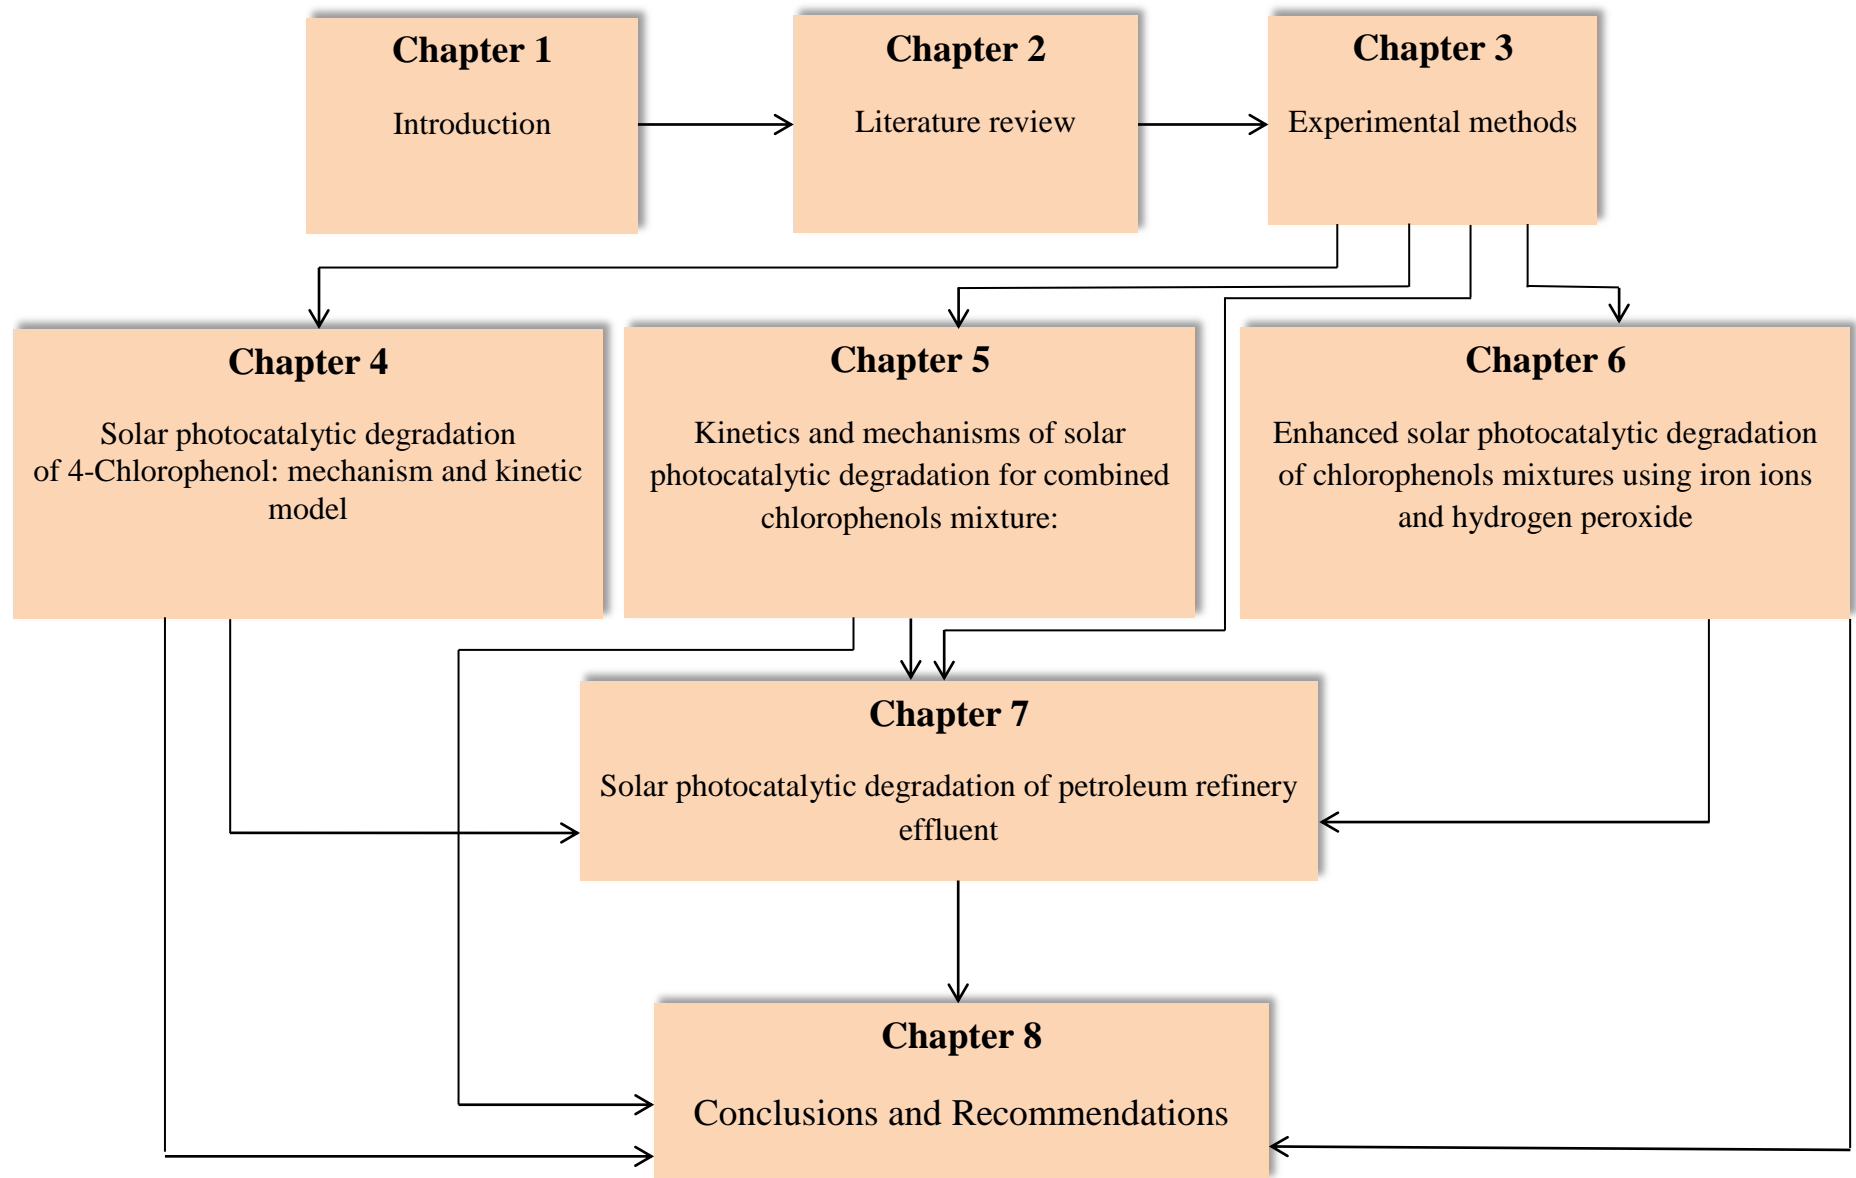 Chapter 1
Introduction
Chapter 2
Literature review
Chapter 3
Experimental methods
Chapter 4
Solar photocatalytic degradation
of 4-Chlorophenol: mechanism and kinetic
model
Chapter 5
Kinetics and mechanisms of solar
photocatalytic degradation for combined
chlorophenols mixture:
Chapter 6
Enhanced solar photocatalytic degradation
of chlorophenols mixtures using iron ions
and hydrogen peroxide
Chapter 7
Solar photocatalytic degradation of petroleum refinery
effluent
Chapter 8
Conclusions and Recommendations